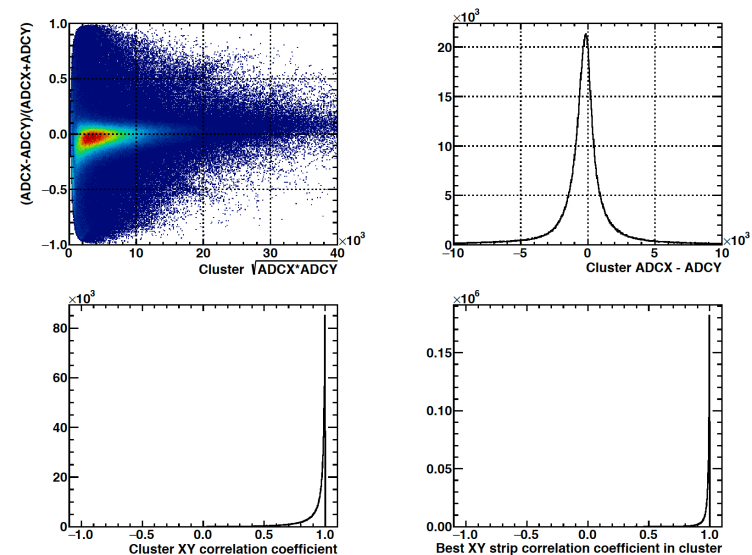 (ADCX-ADCY)/(ADCX+ADCY)
1.0
0.5
0.0
−0.5
−1.0
0 10 20 30 40 ×10³
Cluster √ADCX*ADCY
×10³
20
15
10
5
0
−10 −5 0 5 10 ×10³
Cluster ADCX - ADCY
×10³
80
60
40
20
0
−1.0 −0.5 0.0 0.5 1.0
Cluster XY correlation coefficient
×10⁶
0.15
0.10
0.05
0.00
−1.0 −0.5 0.0 0.5 1.0
Best XY strip correlation coefficient in cluster